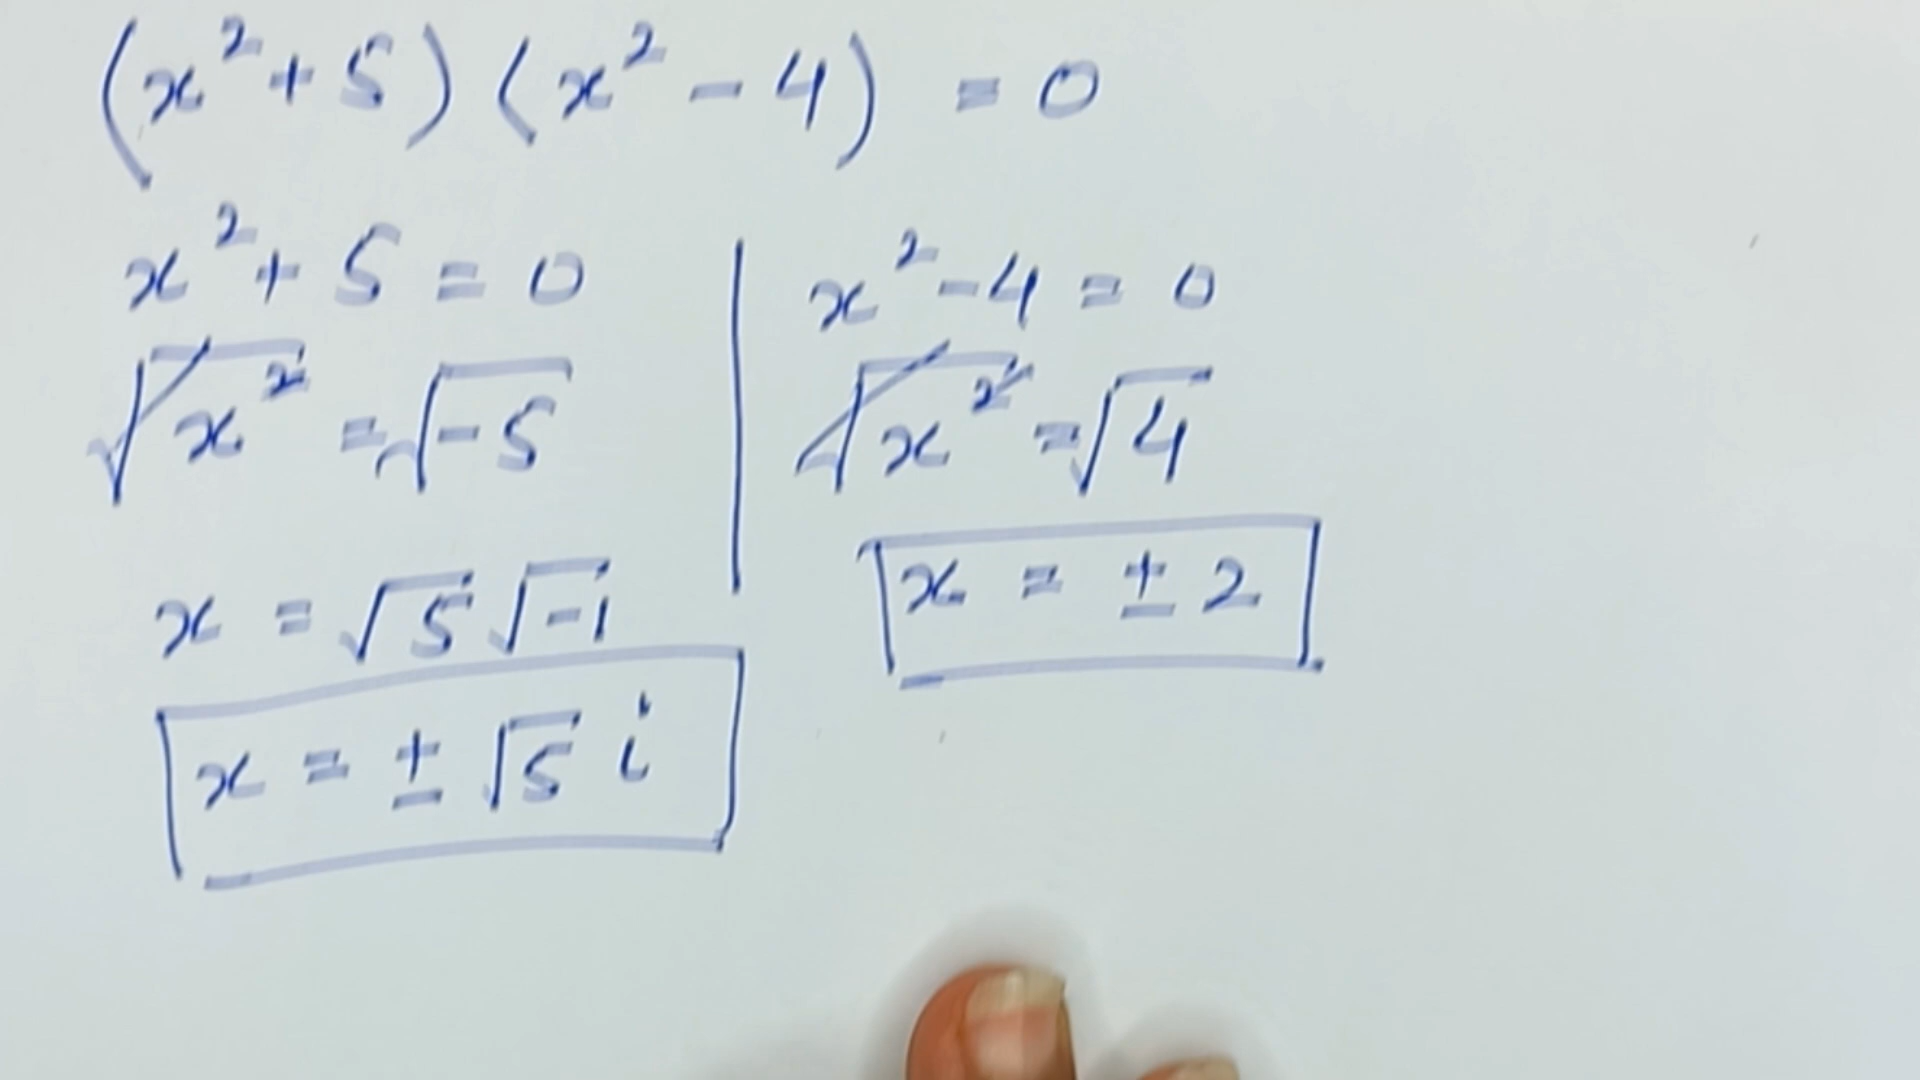 (x² + 5) (x² - 4) = 0
x² + 5 = 0
√x² = √-5
x = √5 √-1
x = ± √5 i
x² - 4 = 0
√x² = √4
x = ± 2